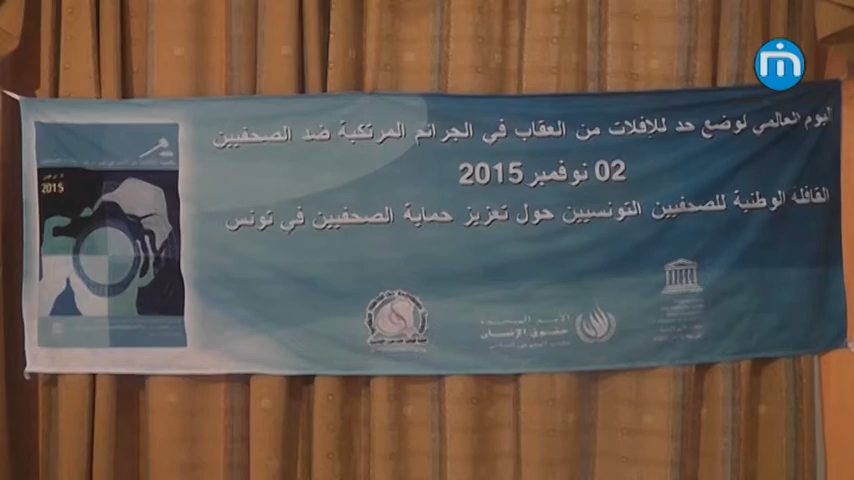 اليوم العالمي لوضع حد للإفلات من العقاب في الجرائم المرتكبة ضد الصحفيين
02 نوفمبر 2015
القافلة الوطنية للصحفيين التونسيين حول تعزيز حماية الصحفيين في تونس
2015
الأمم المتحدة
حقوق الإنسان